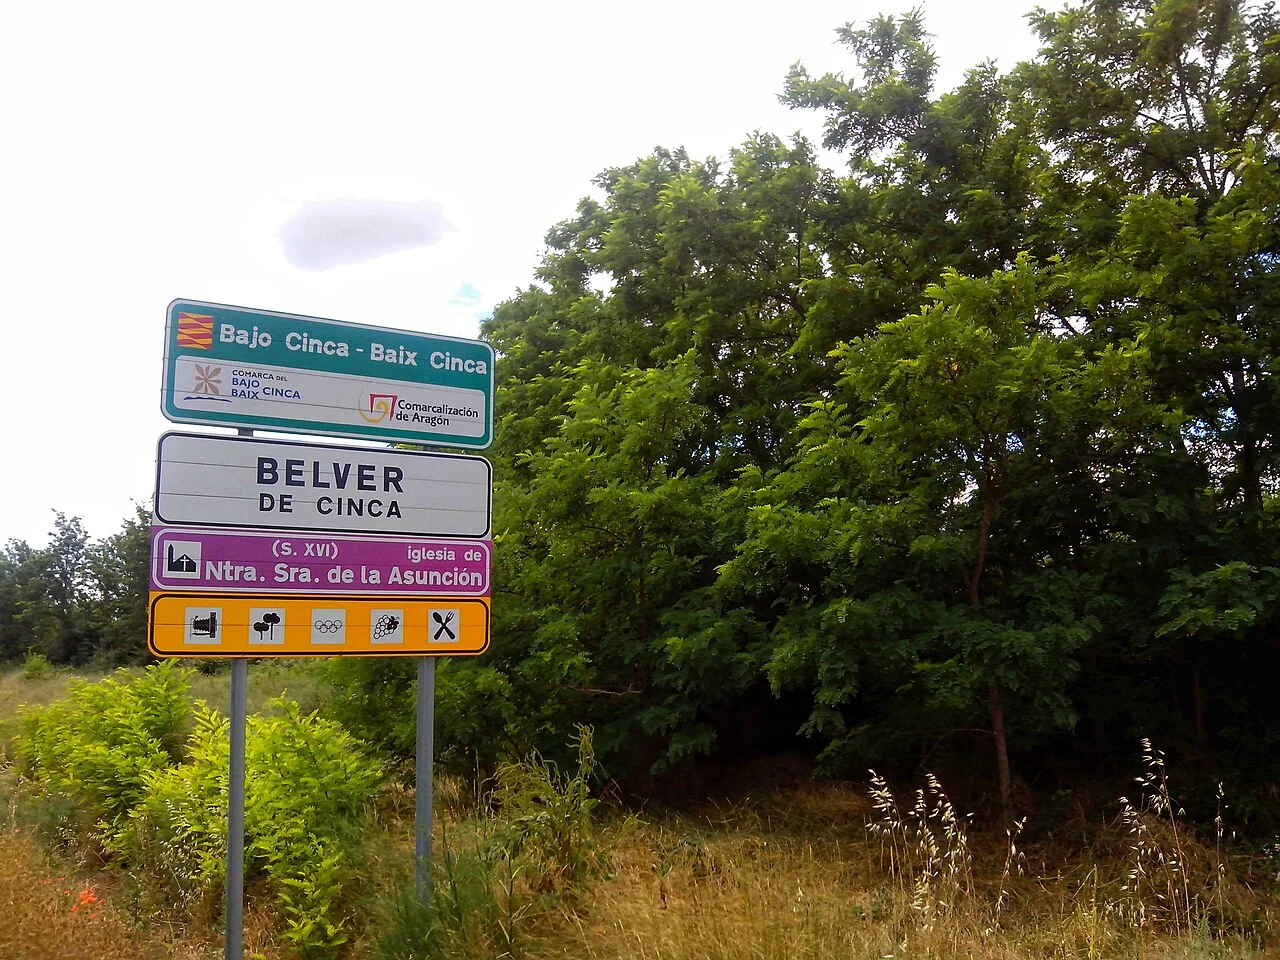 Bajo Cinca - Baix Cinca
COMARCA DEL
BAJO
BAIX CINCA
Comarcalización
de Aragón
BELVER
DE CINCA
(S. XVI) iglesia de
Ntra. Sra. de la Asunción